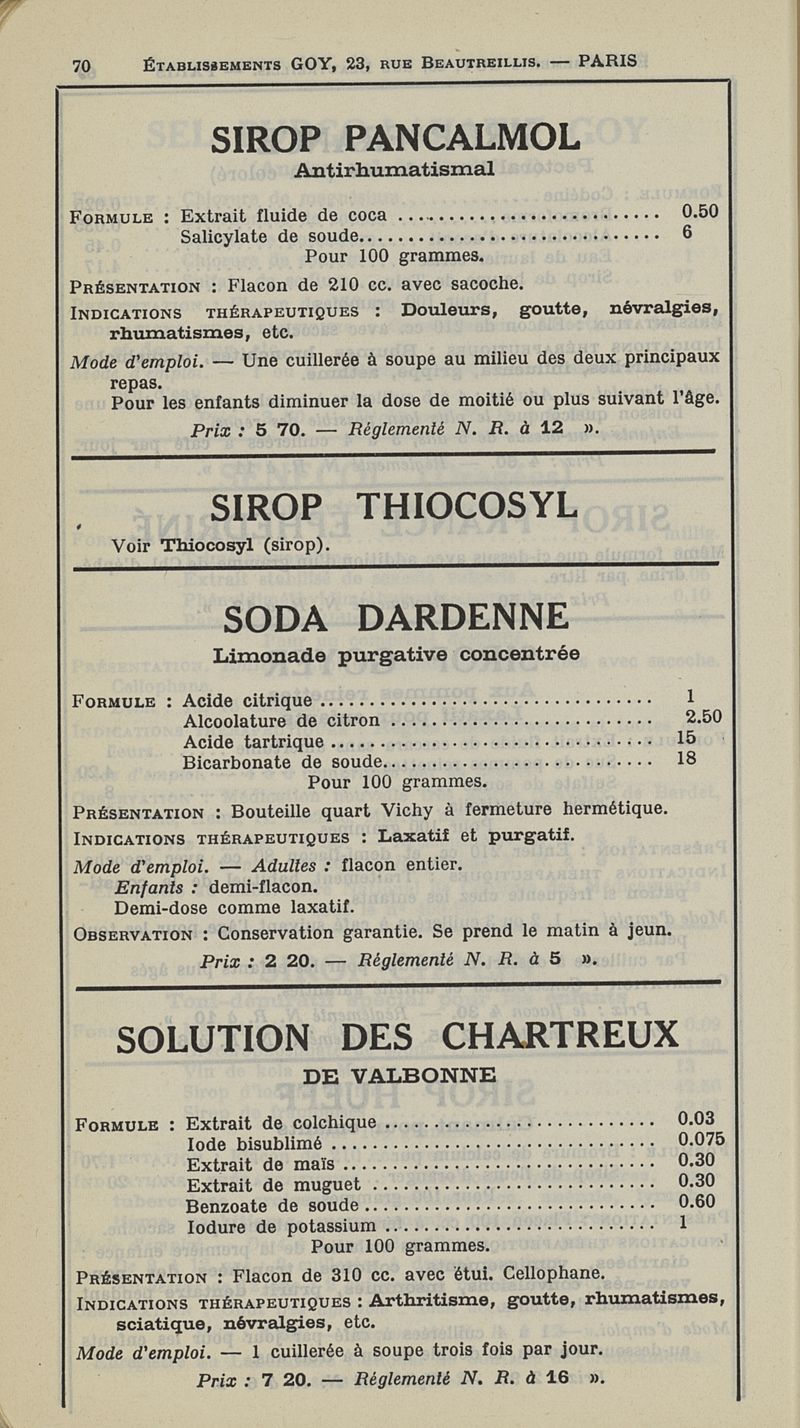 70 ÉTABLISSEMENTS GOY, 23, RUE BEAUTREILLIS. — PARIS
SIROP PANCALMOL
Antirhumatismal
FORMULE : Extrait fluide de coca ........................... 0.50
Salicylate de soude.............................. 6
Pour 100 grammes.
PRÉSENTATION : Flacon de 210 cc. avec sacoche.
INDICATIONS THÉRAPEUTIQUES : Douleurs, goutte, névralgies,
rhumatismes, etc.
Mode d'emploi. — Une cuillerée à soupe au milieu des deux principaux
repas.
Pour les enfants diminuer la dose de moitié ou plus suivant l'âge.
Prix : 5 70. — Réglementé N. R. à 12 ».
SIROP THIOCOSYL
Voir Thiocosyl (sirop).
SODA DARDENNE
Limonade purgative concentrée
FORMULE : Acide citrique .................................. 1
Alcoolature de citron ........................... 2.50
Acide tartrique ................................. 15
Bicarbonate de soude............................ 18
Pour 100 grammes.
PRÉSENTATION : Bouteille quart Vichy à fermeture hermétique.
INDICATIONS THÉRAPEUTIQUES : Laxatif et purgatif.
Mode d'emploi. — Adultes : flacon entier.
Enfants : demi-flacon.
Demi-dose comme laxatif.
OBSERVATION : Conservation garantie. Se prend le matin à jeun.
Prix : 2 20. — Réglementé N. R. à 5 ».
SOLUTION DES CHARTREUX
DE VALBONNE
FORMULE : Extrait de colchique ............................ 0.03
Iode bisublimé ................................. 0.075
Extrait de maïs ................................ 0.30
Extrait de muguet ............................. 0.30
Benzoate de soude .............................. 0.60
Iodure de potassium ............................ 1
Pour 100 grammes.
PRÉSENTATION : Flacon de 310 cc. avec étui. Cellophane.
INDICATIONS THÉRAPEUTIQUES : Arthritisme, goutte, rhumatismes,
sciatique, névralgies, etc.
Mode d'emploi. — 1 cuillerée à soupe trois fois par jour.
Prix : 7 20. — Réglementé N. R. à 16 ».